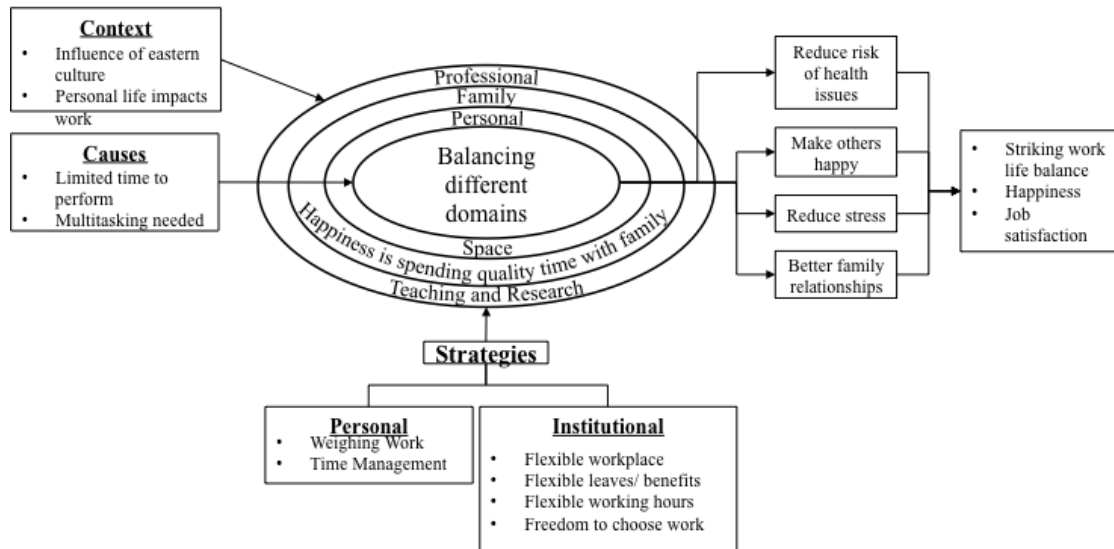 Context
• Influence of eastern
culture
• Personal life impacts
work
Causes
• Limited time to
perform
• Multitasking needed
Professional
Family
Personal
Balancing
different
domains
Space
Happiness is spending quality time with family
Teaching and Research
Strategies
Personal
• Weighing Work
• Time Management
Institutional
• Flexible workplace
• Flexible leaves/ benefits
• Flexible working hours
• Freedom to choose work
Reduce risk
of health
issues
Make others
happy
Reduce stress
Better family
relationships
• Striking work
life balance
• Happiness
• Job
satisfaction